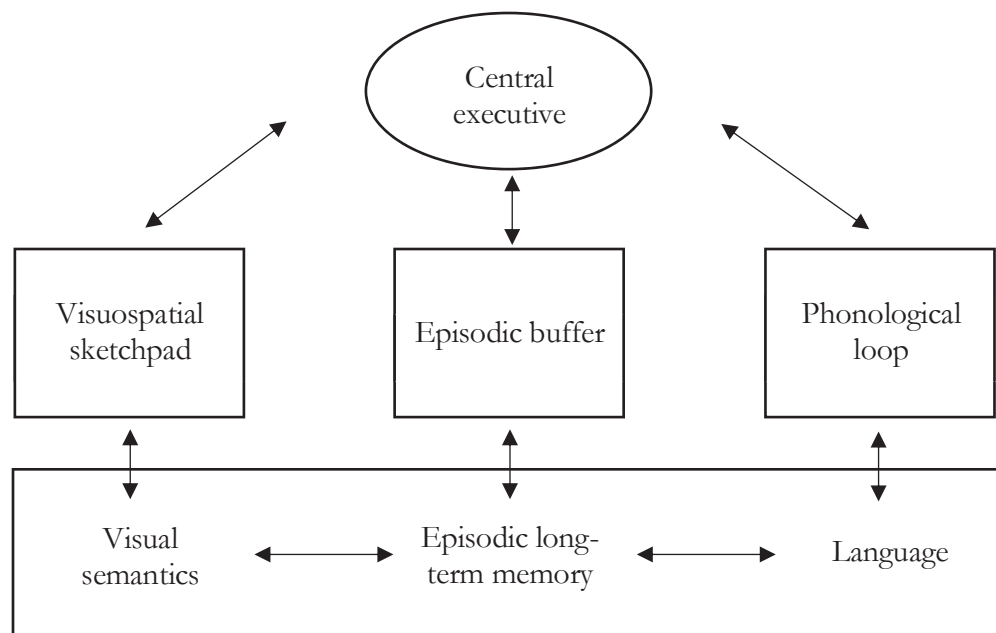 Central
executive
Visuospatial
sketchpad
Episodic buffer
Phonological
loop
Visual
semantics
Episodic long-
term memory
Language